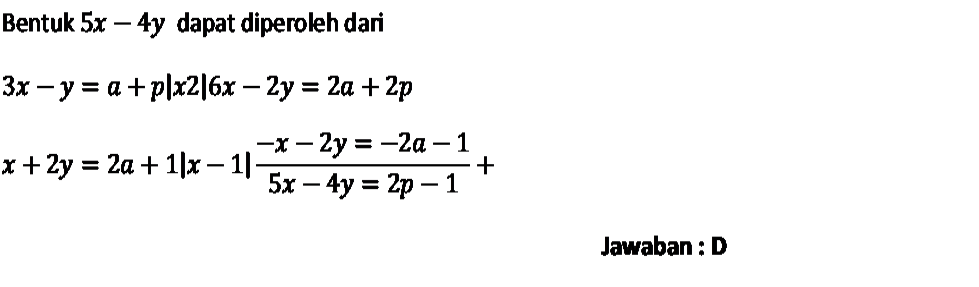 Bentuk 5x − 4y dapat diperoleh dari
3x − y = a + p|x2|6x − 2y = 2a + 2p
−x − 2y = −2a − 1
x + 2y = 2a + 1|x − 1| +
5x − 4y = 2p − 1
Jawaban : D